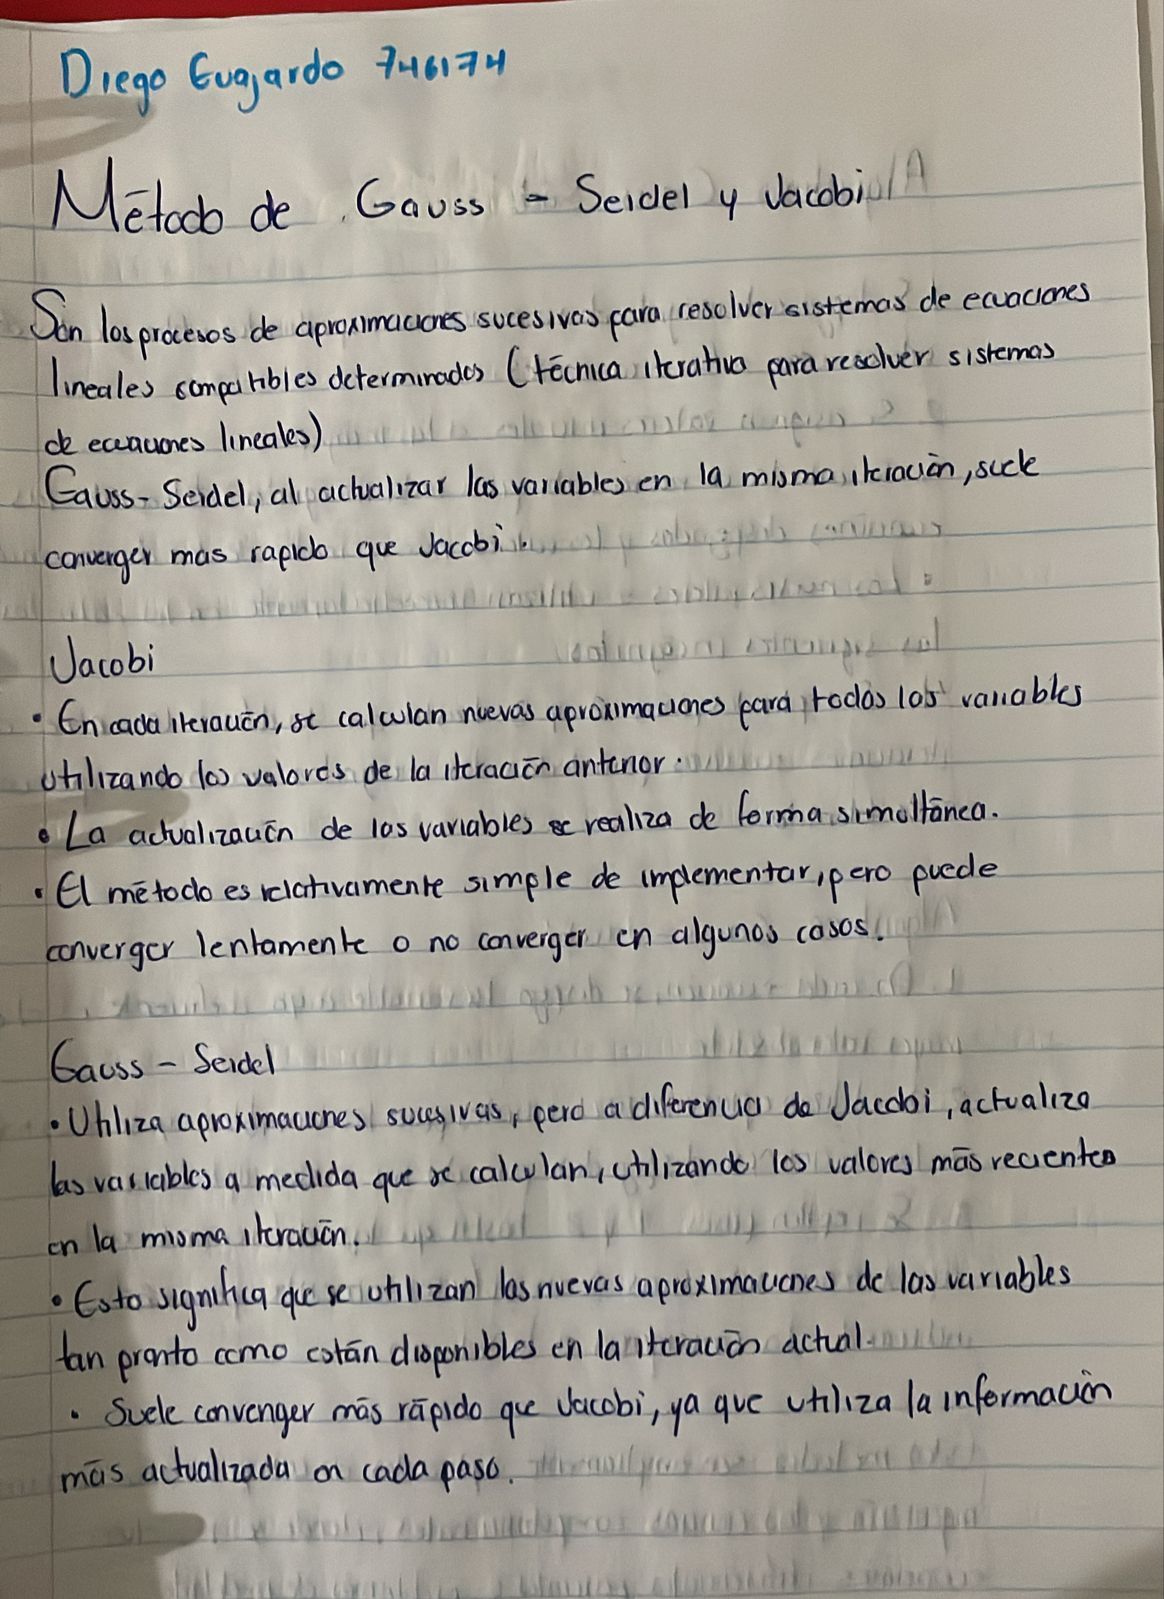 Diego Guajardo 746174
Método de Gauss - Seidel y Jacobi
Son los procesos de aproximaciones sucesivas para resolver sistemas de ecuaciones
lineales compatibles determinados (técnica iterativa para resolver sistemas
de ecuaciones lineales)
Gauss-Seidel, al actualizar las variables en la misma iteración, suele
converger mas rapido que Jacobi.
Jacobi
• En cada iteración, se calculan nuevas aproximaciones para todas las variables
utilizando los valores de la iteración anterior.
• La actualización de las variables se realiza de forma simultánea.
• El método es relativamente simple de implementar, pero puede
converger lentamente o no converger en algunos casos.
Gauss - Seidel
• Utiliza aproximaciones sucesivas, pero a diferencia de Jacobi, actualiza
las variables a medida que se calculan, utilizando los valores más recientes
en la misma iteración.
• Esto significa que se utilizan las nuevas aproximaciones de las variables
tan pronto como están disponibles en la iteración actual.
• Suele convenger más rápido que Jacobi, ya que utiliza la información
más actualizada en cada paso.